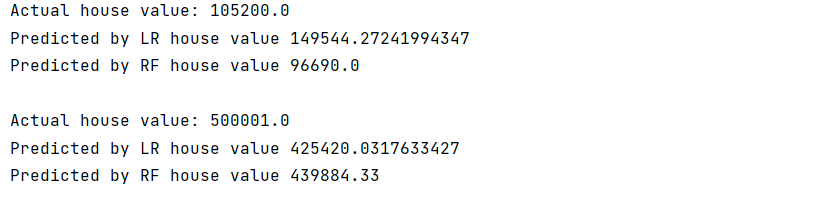 Actual house value: 105200.0
Predicted by LR house value 149544.27241994347
Predicted by RF house value 96690.0
Actual house value: 500001.0
Predicted by LR house value 425420.0317633427
Predicted by RF house value 439884.33